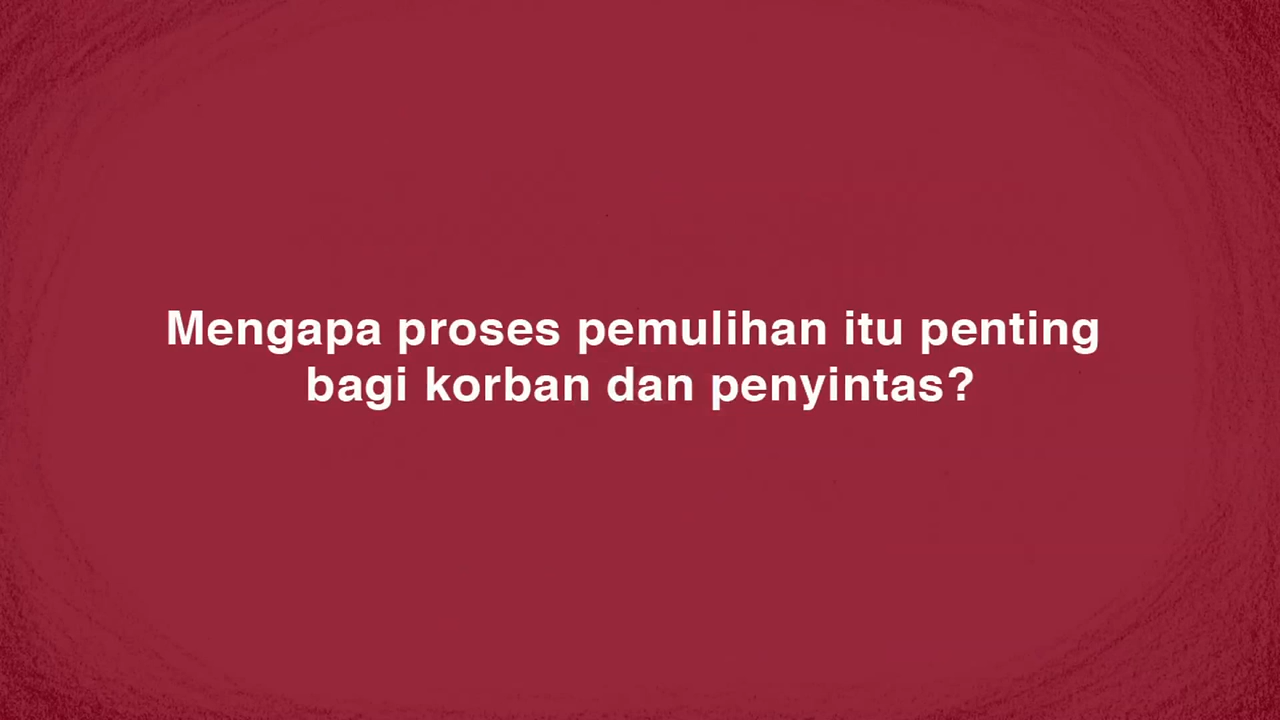 Mengapa proses pemulihan itu penting
bagi korban dan penyintas?